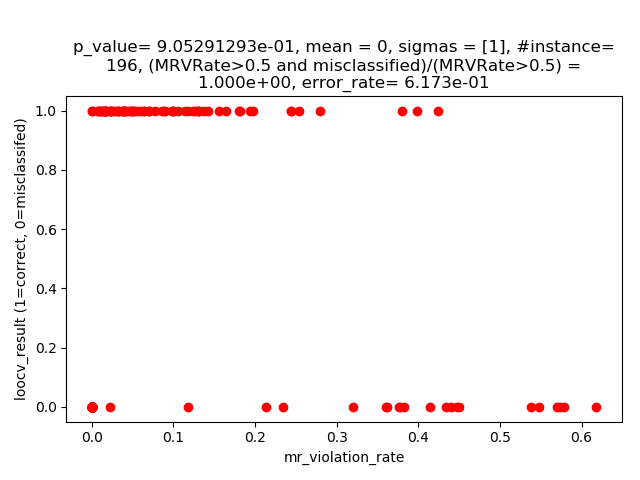 p_value= 9.05291293e-01, mean = 0, sigmas = [1], #instance=
196, (MRVRate>0.5 and misclassified)/(MRVRate>0.5) =
1.000e+00, error_rate= 6.173e-01
1.0
0.8
0.6
0.4
0.2
0.0
loocv_result (1=correct, 0=misclassifed)
0.0 0.1 0.2 0.3 0.4 0.5 0.6
mr_violation_rate